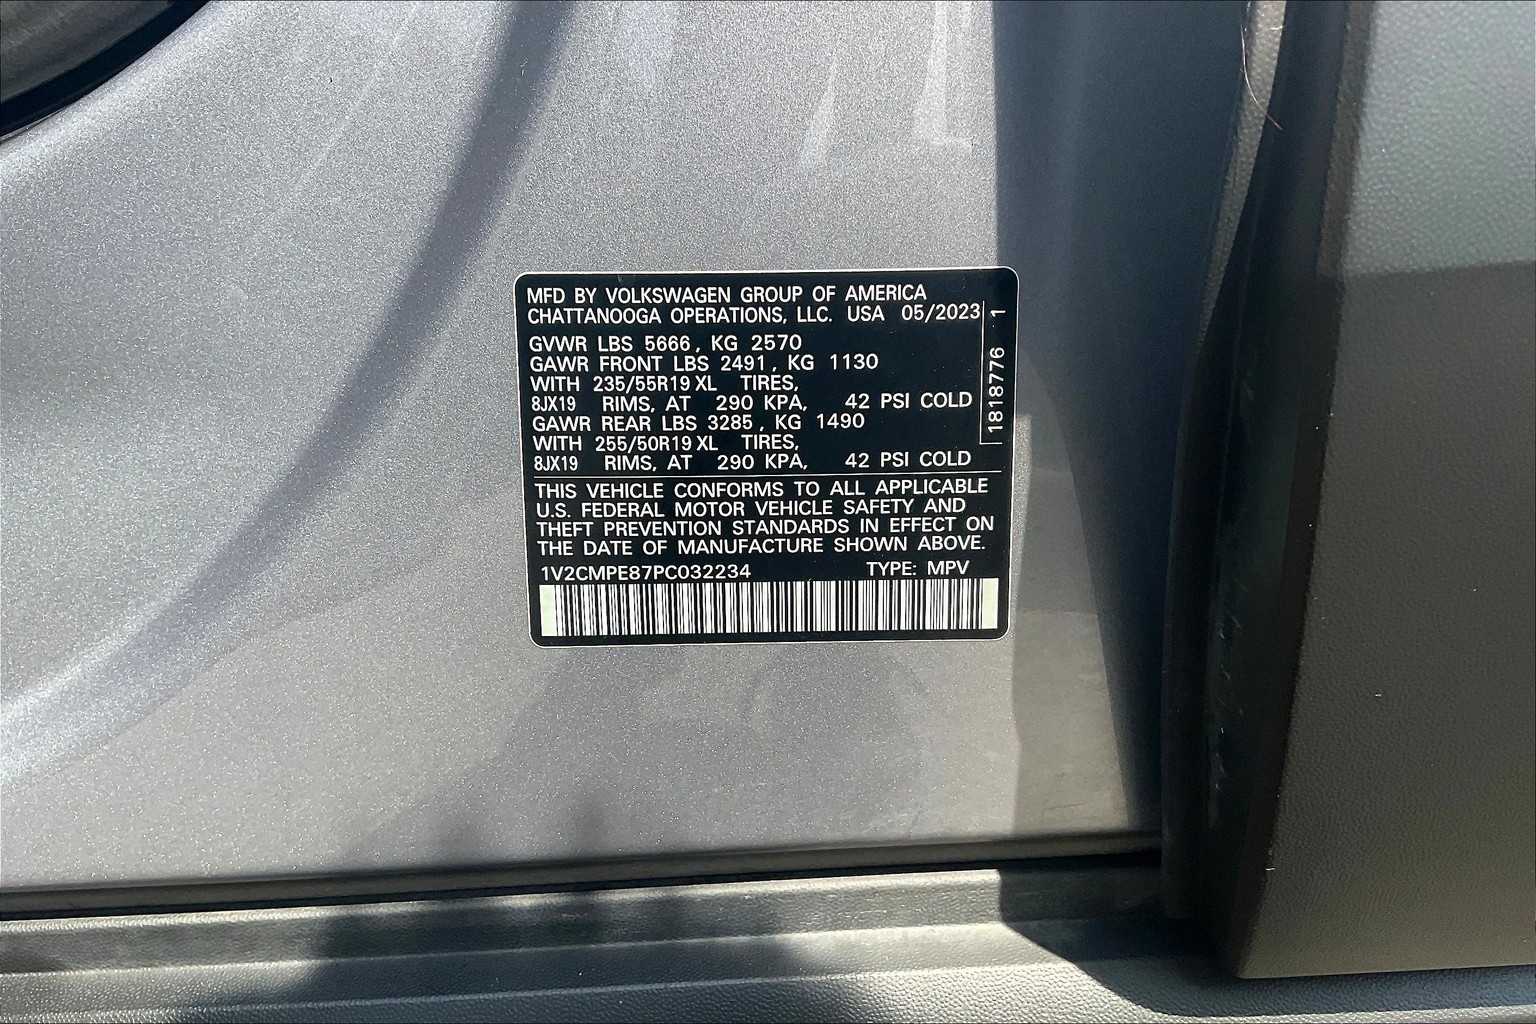 MFD BY VOLKSWAGEN GROUP OF AMERICA
CHATTANOOGA OPERATIONS, LLC. USA 05/2023
GVWR LBS 5666, KG 2570
GAWR FRONT LBS 2491, KG 1130
WITH 235/55R19 XL TIRES,
8JX19 RIMS, AT 290 KPA, 42 PSI COLD
GAWR REAR LBS 3285, KG 1490
WITH 255/50R19 XL TIRES,
8JX19 RIMS, AT 290 KPA, 42 PSI COLD
1818776 1
THIS VEHICLE CONFORMS TO ALL APPLICABLE
U.S. FEDERAL MOTOR VEHICLE SAFETY AND
THEFT PREVENTION STANDARDS IN EFFECT ON
THE DATE OF MANUFACTURE SHOWN ABOVE.
1V2CMPE87PC032234 TYPE: MPV